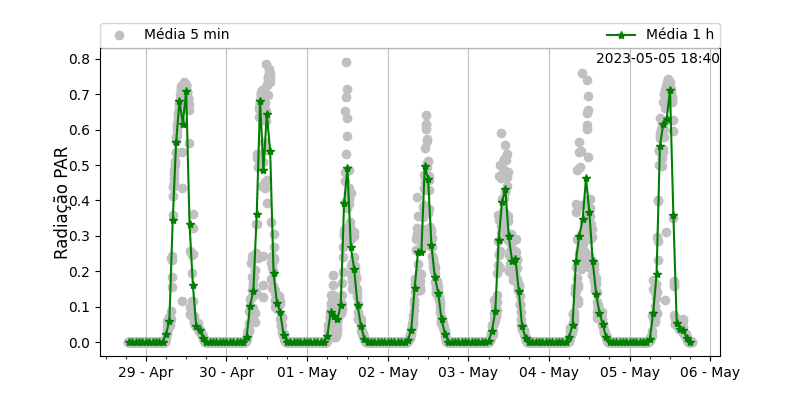 Média 5 min
Média 1 h
2023-05-05 18:40
Radiação PAR
0.8
0.7
0.6
0.5
0.4
0.3
0.2
0.1
0.0
29 - Apr
30 - Apr
01 - May
02 - May
03 - May
04 - May
05 - May
06 - May